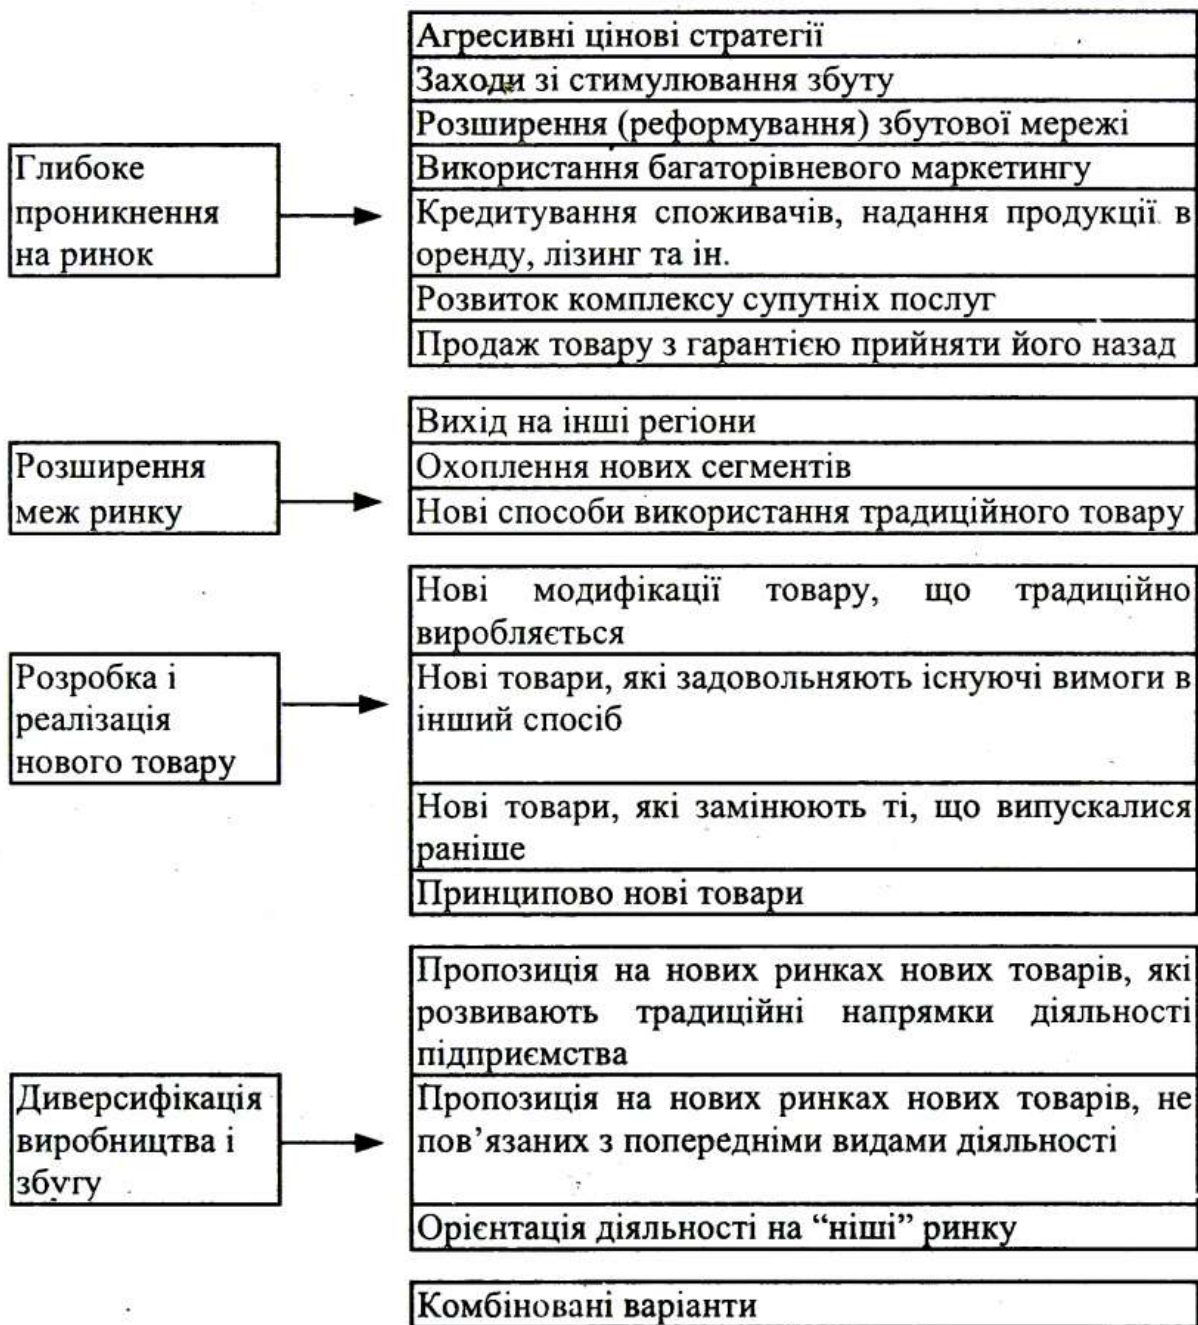 Глибоке
проникнення
на ринок
Агресивні цінові стратегії
Заходи зі стимулювання збуту
Розширення (реформування) збутової мережі
Використання багаторівневого маркетингу
Кредитування споживачів, надання продукції в
оренду, лізинг та ін.
Розвиток комплексу супутніх послуг
Продаж товару з гарантією прийняти його назад
Розширення
меж ринку
Вихід на інші регіони
Охоплення нових сегментів
Нові способи використання традиційного товару
Розробка і
реалізація
нового товару
Нові модифікації товару, що традиційно
виробляється
Нові товари, які задовольняють існуючі вимоги в
інший спосіб
Нові товари, які замінюють ті, що випускалися
раніше
Принципово нові товари
Диверсифікація
виробництва і
збуту
Пропозиція на нових ринках нових товарів, які
розвивають традиційні напрямки діяльності
підприємства
Пропозиція на нових ринках нових товарів, не
пов’язаних з попередніми видами діяльності
Орієнтація діяльності на “ніші” ринку
Комбіновані варіанти